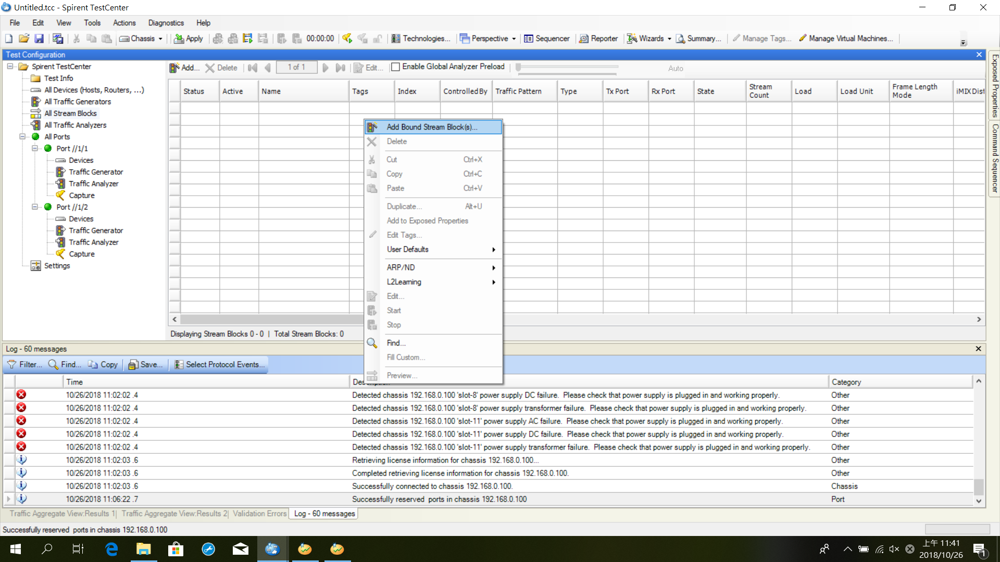 Untitled.tcc - Spirent TestCenter
File Edit View Tools Actions Diagnostics Help
Chassis Apply 00:00:00 Technologies... Perspective Sequencer Reporter Wizards Summary... Manage Tags... Manage Virtual Machines...
Test Configuration
Spirent TestCenter
Test Info
All Devices (Hosts, Routers, ...)
All Traffic Generators
All Stream Blocks
All Traffic Analyzers
All Ports
Port //1/1
Devices
Traffic Generator
Traffic Analyzer
Capture
Port //1/2
Devices
Traffic Generator
Traffic Analyzer
Capture
Settings
Add... Delete 1 of 1 Edit... Enable Global Analyzer Preload Auto
Status Active Name Tags Index ControlledBy Traffic Pattern Type Tx Port Rx Port State Stream Count Load Load Unit Frame Length Mode iMIX Dist
Add Bound Stream Block(s)...
Delete
Cut Ctrl+X
Copy Ctrl+C
Paste Ctrl+V
Duplicate... Alt+U
Add to Exposed Properties
Edit Tags...
User Defaults
ARP/ND
L2Learning
Edit...
Start
Stop
Find...
Fill Custom...
Preview...
Displaying Stream Blocks 0 - 0 | Total Stream Blocks: 0
Exposed Properties
Command Sequencer
Log - 60 messages
Filter... Find... Copy Save... Select Protocol Events...
Time Category
10/26/2018 11:02:02 .4 Detected chassis 192.168.0.100 'slot-8' power supply DC failure. Please check that power supply is plugged in and working properly. Other
10/26/2018 11:02:02 .4 Detected chassis 192.168.0.100 'slot-8' power supply transformer failure. Please check that power supply is plugged in and working properly. Other
10/26/2018 11:02:02 .4 Detected chassis 192.168.0.100 'slot-11' power supply AC failure. Please check that power supply is plugged in and working properly. Other
10/26/2018 11:02:02 .4 Detected chassis 192.168.0.100 'slot-11' power supply DC failure. Please check that power supply is plugged in and working properly. Other
10/26/2018 11:02:02 .4 Detected chassis 192.168.0.100 'slot-11' power supply transformer failure. Please check that power supply is plugged in and working properly. Other
10/26/2018 11:02:03 .6 Retrieving license information for chassis 192.168.0.100... Other
10/26/2018 11:02:03 .6 Completed retrieving license information for chassis 192.168.0.100. Other
10/26/2018 11:02:03 .6 Successfully connected to chassis 192.168.0.100. Chassis
10/26/2018 11:06:22 .7 Successfully reserved ports in chassis 192.168.0.100 Port
Traffic Aggregate View:Results 1| Traffic Aggregate View:Results 2| Validation Errors Log - 60 messages
Successfully reserved ports in chassis 192.168.0.100
上午 11:41
2018/10/26
1